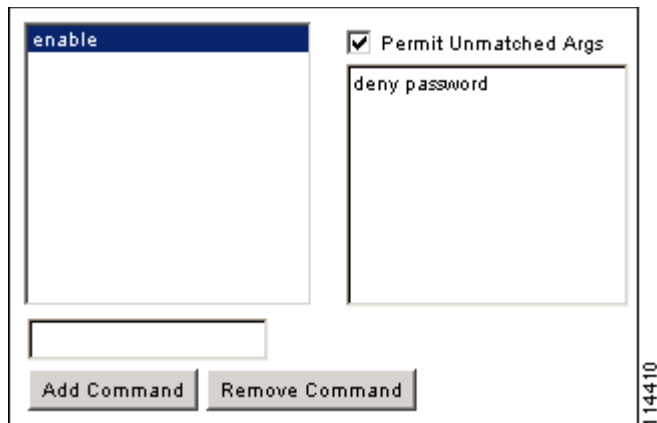 enable
Permit Unmatched Args
deny password
Add Command
Remove Command
114410